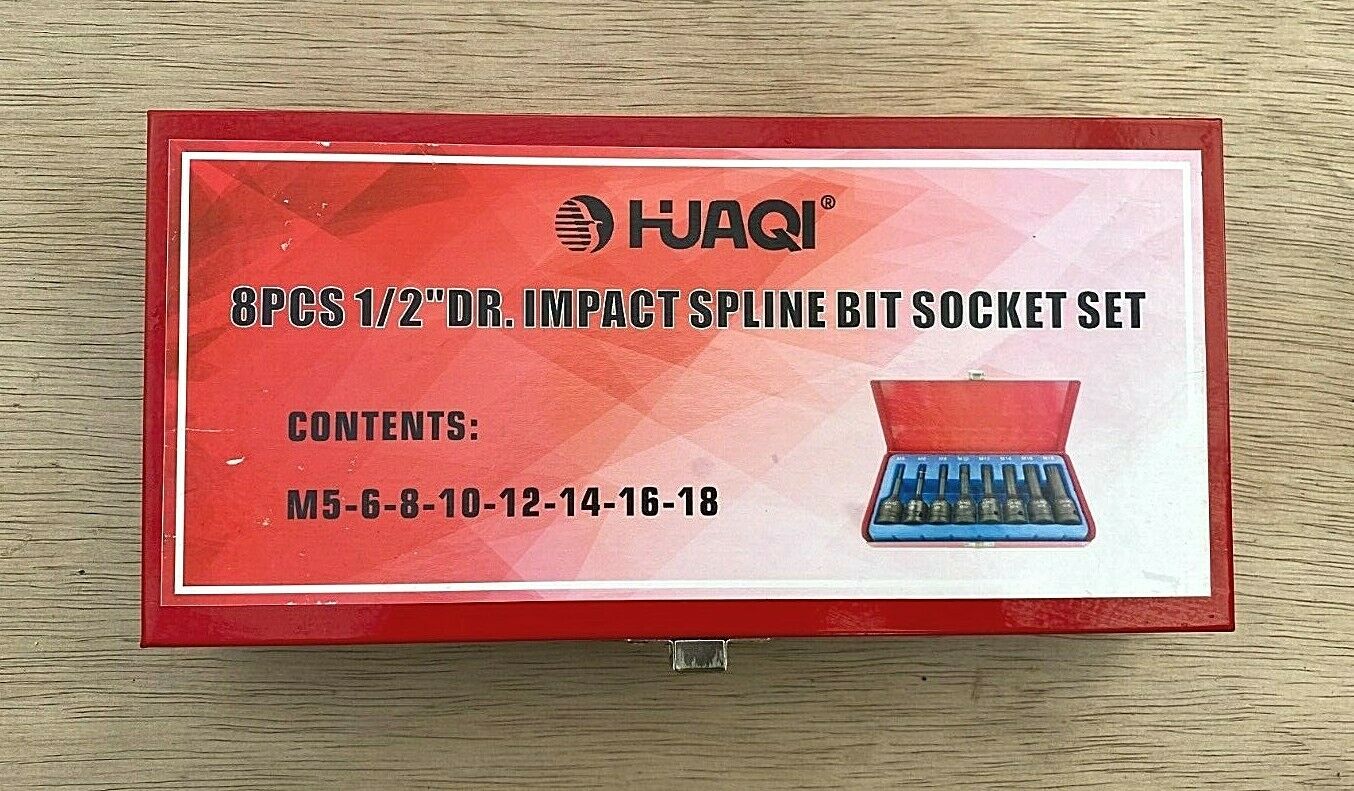 HUAQI®
8PCS 1/2"DR. IMPACT SPLINE BIT SOCKET SET
CONTENTS:
M5-6-8-10-12-14-16-18